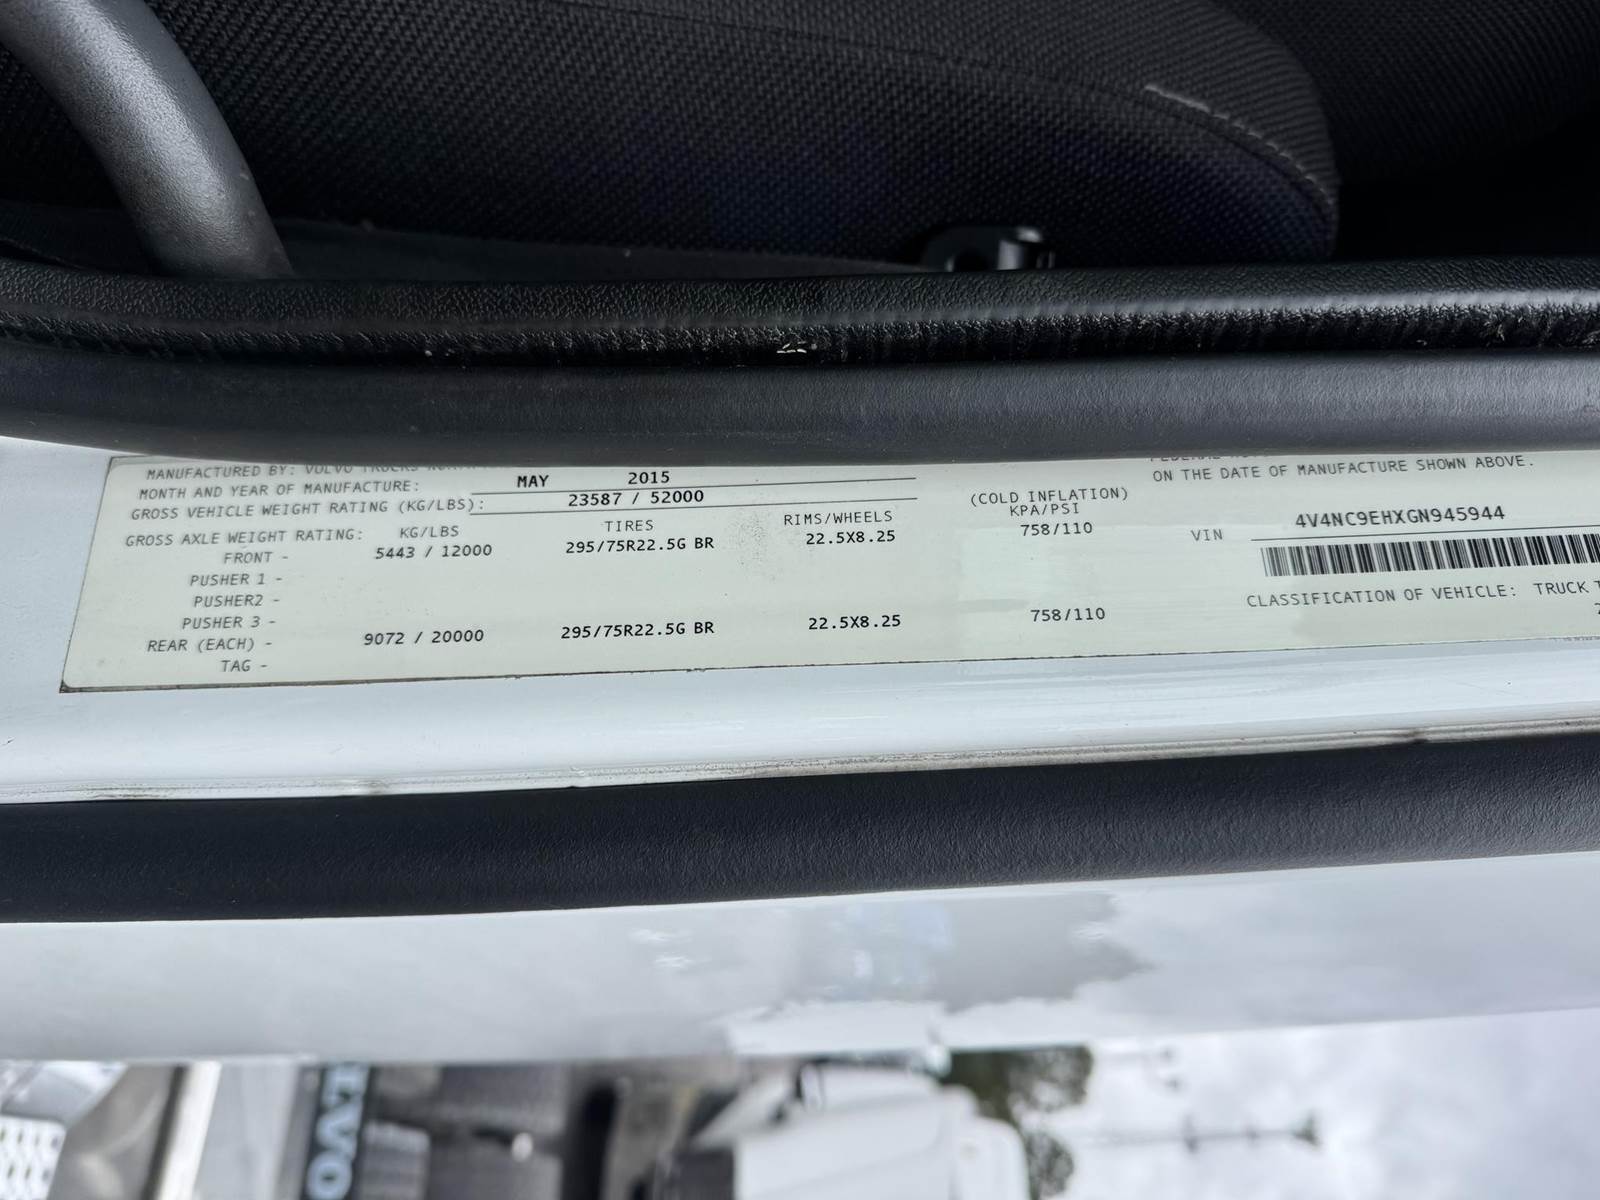 MANUFACTURED BY: VOLVO TRUCKS
MONTH AND YEAR OF MANUFACTURE: MAY 2015
GROSS VEHICLE WEIGHT RATING (KG/LBS): 23587 / 52000
GROSS AXLE WEIGHT RATING: KG/LBS TIRES RIMS/WHEELS (COLD INFLATION) KPA/PSI
FRONT - 5443 / 12000 295/75R22.5G BR 22.5X8.25 758/110
PUSHER 1 -
PUSHER2 -
PUSHER 3 -
REAR (EACH) - 9072 / 20000 295/75R22.5G BR 22.5X8.25 758/110
TAG -
ON THE DATE OF MANUFACTURE SHOWN ABOVE.
VIN 4V4NC9EHXGN945944
CLASSIFICATION OF VEHICLE: TRUCK T
VOLVO